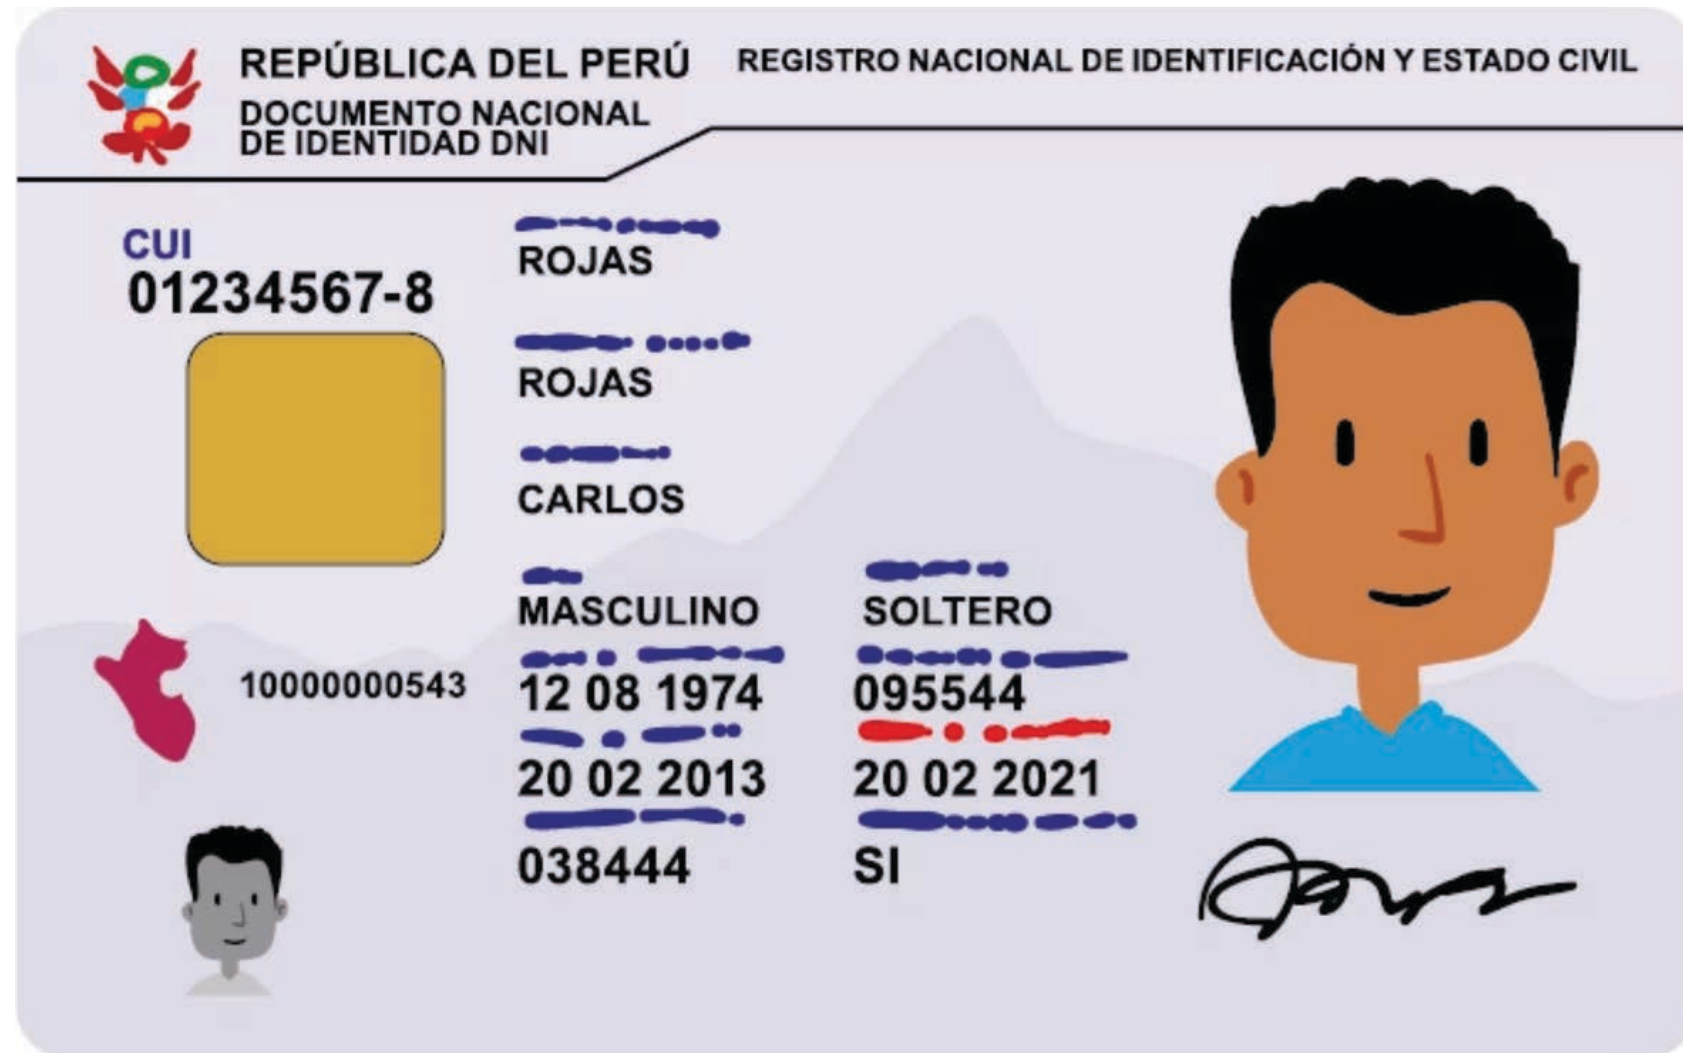 REPÚBLICA DEL PERÚ
REGISTRO NACIONAL DE IDENTIFICACIÓN Y ESTADO CIVIL
DOCUMENTO NACIONAL
DE IDENTIDAD DNI
CUI
01234567-8
ROJAS
ROJAS
CARLOS
MASCULINO
SOLTERO
10000000543
12 08 1974
095544
20 02 2013
20 02 2021
038444
SI